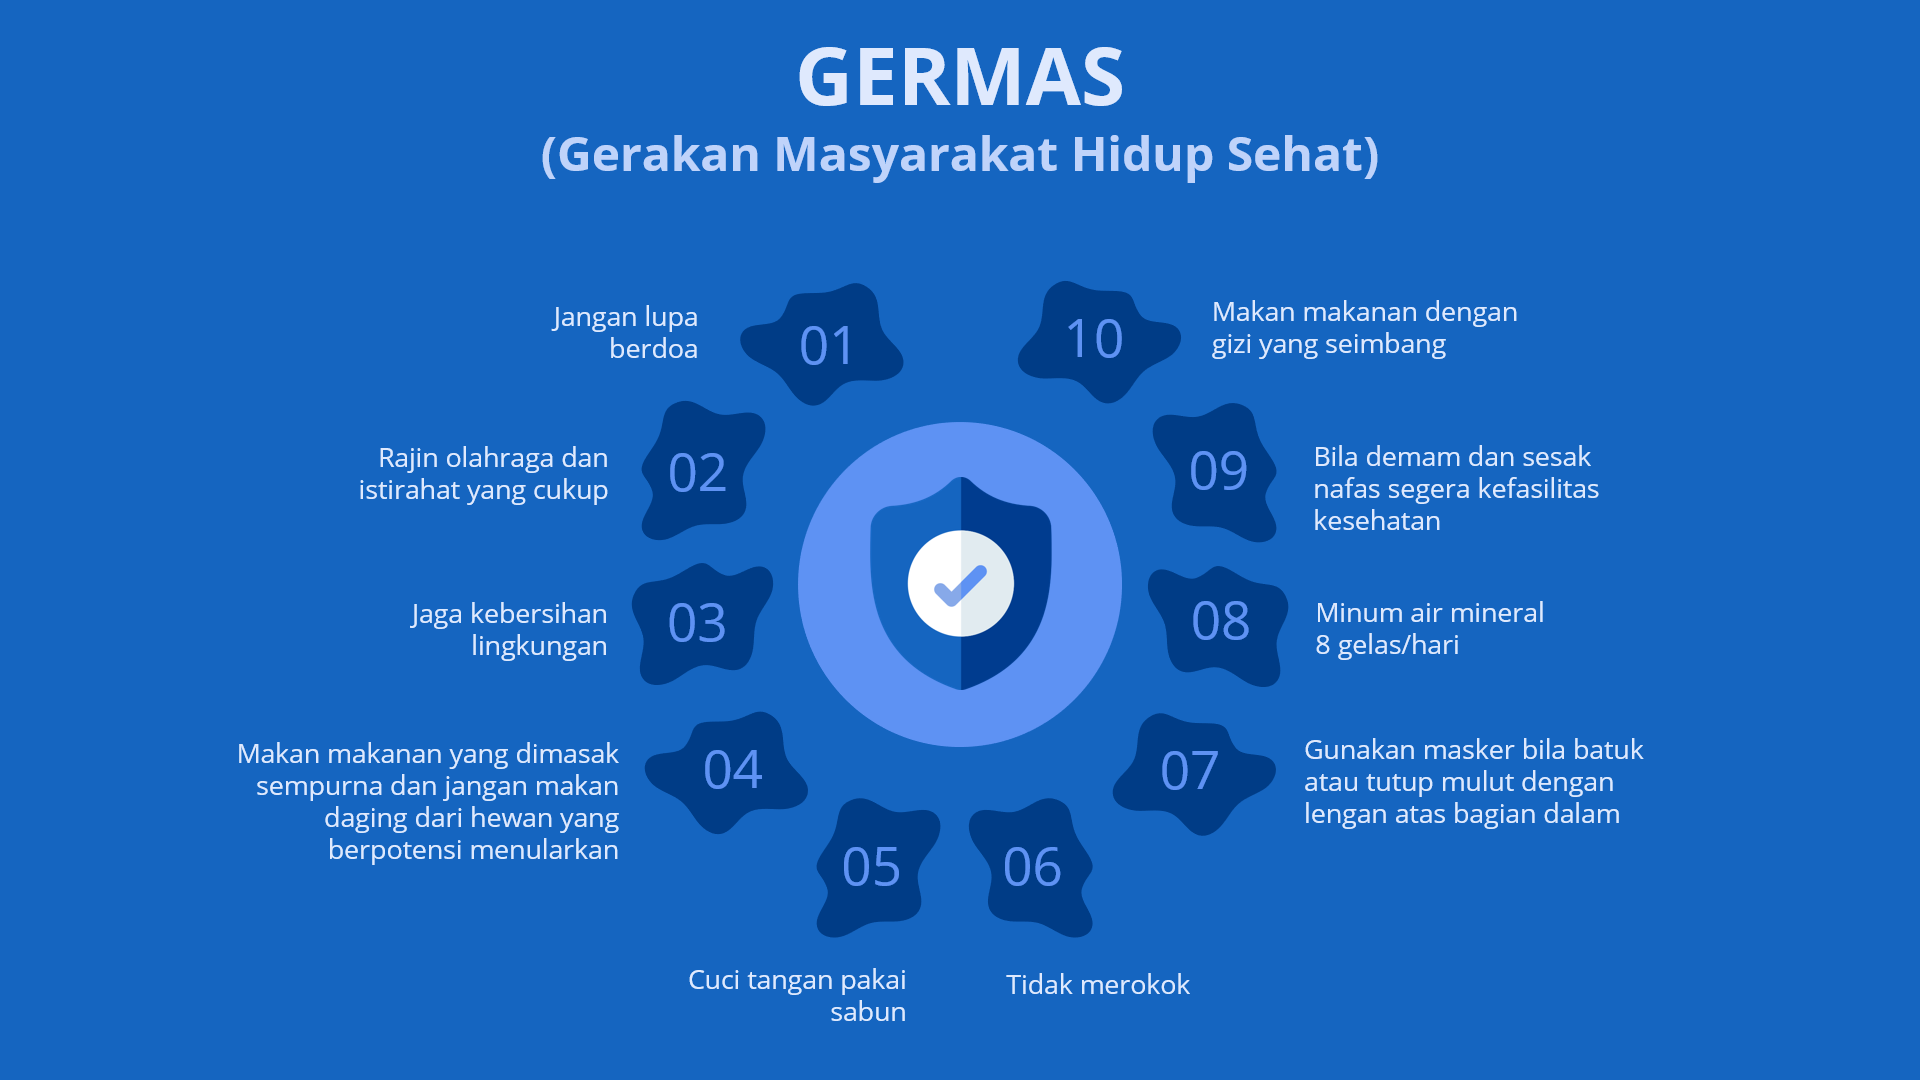 GERMAS
(Gerakan Masyarakat Hidup Sehat)
01
Jangan lupa
berdoa
02
Rajin olahraga dan
istirahat yang cukup
03
Jaga kebersihan
lingkungan
04
Makan makanan yang dimasak
sempurna dan jangan makan
daging dari hewan yang
berpotensi menularkan
05
Cuci tangan pakai
sabun
06
Tidak merokok
07
Gunakan masker bila batuk
atau tutup mulut dengan
lengan atas bagian dalam
08
Minum air mineral
8 gelas/hari
09
Bila demam dan sesak
nafas segera kefasilitas
kesehatan
10
Makan makanan dengan
gizi yang seimbang